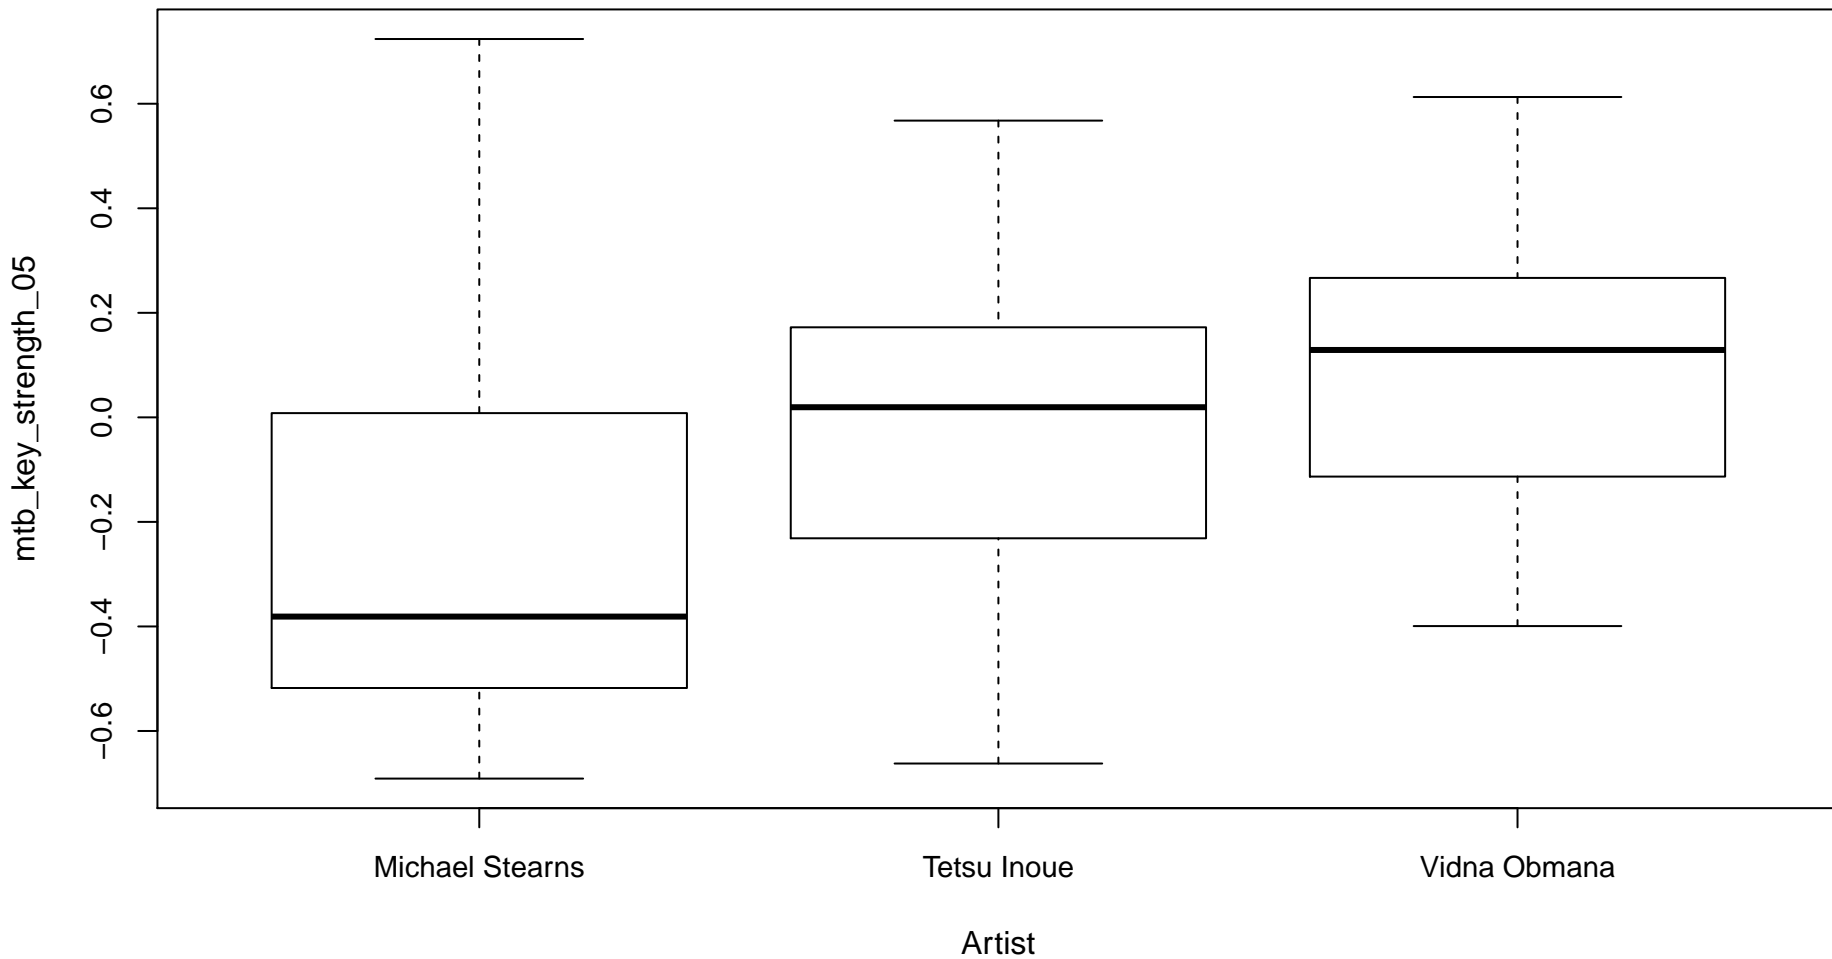 mtb_key_strength_05
0.6
0.4
0.2
0.0
−0.2
−0.4
−0.6
Michael Stearns Tetsu Inoue Vidna Obmana
Artist